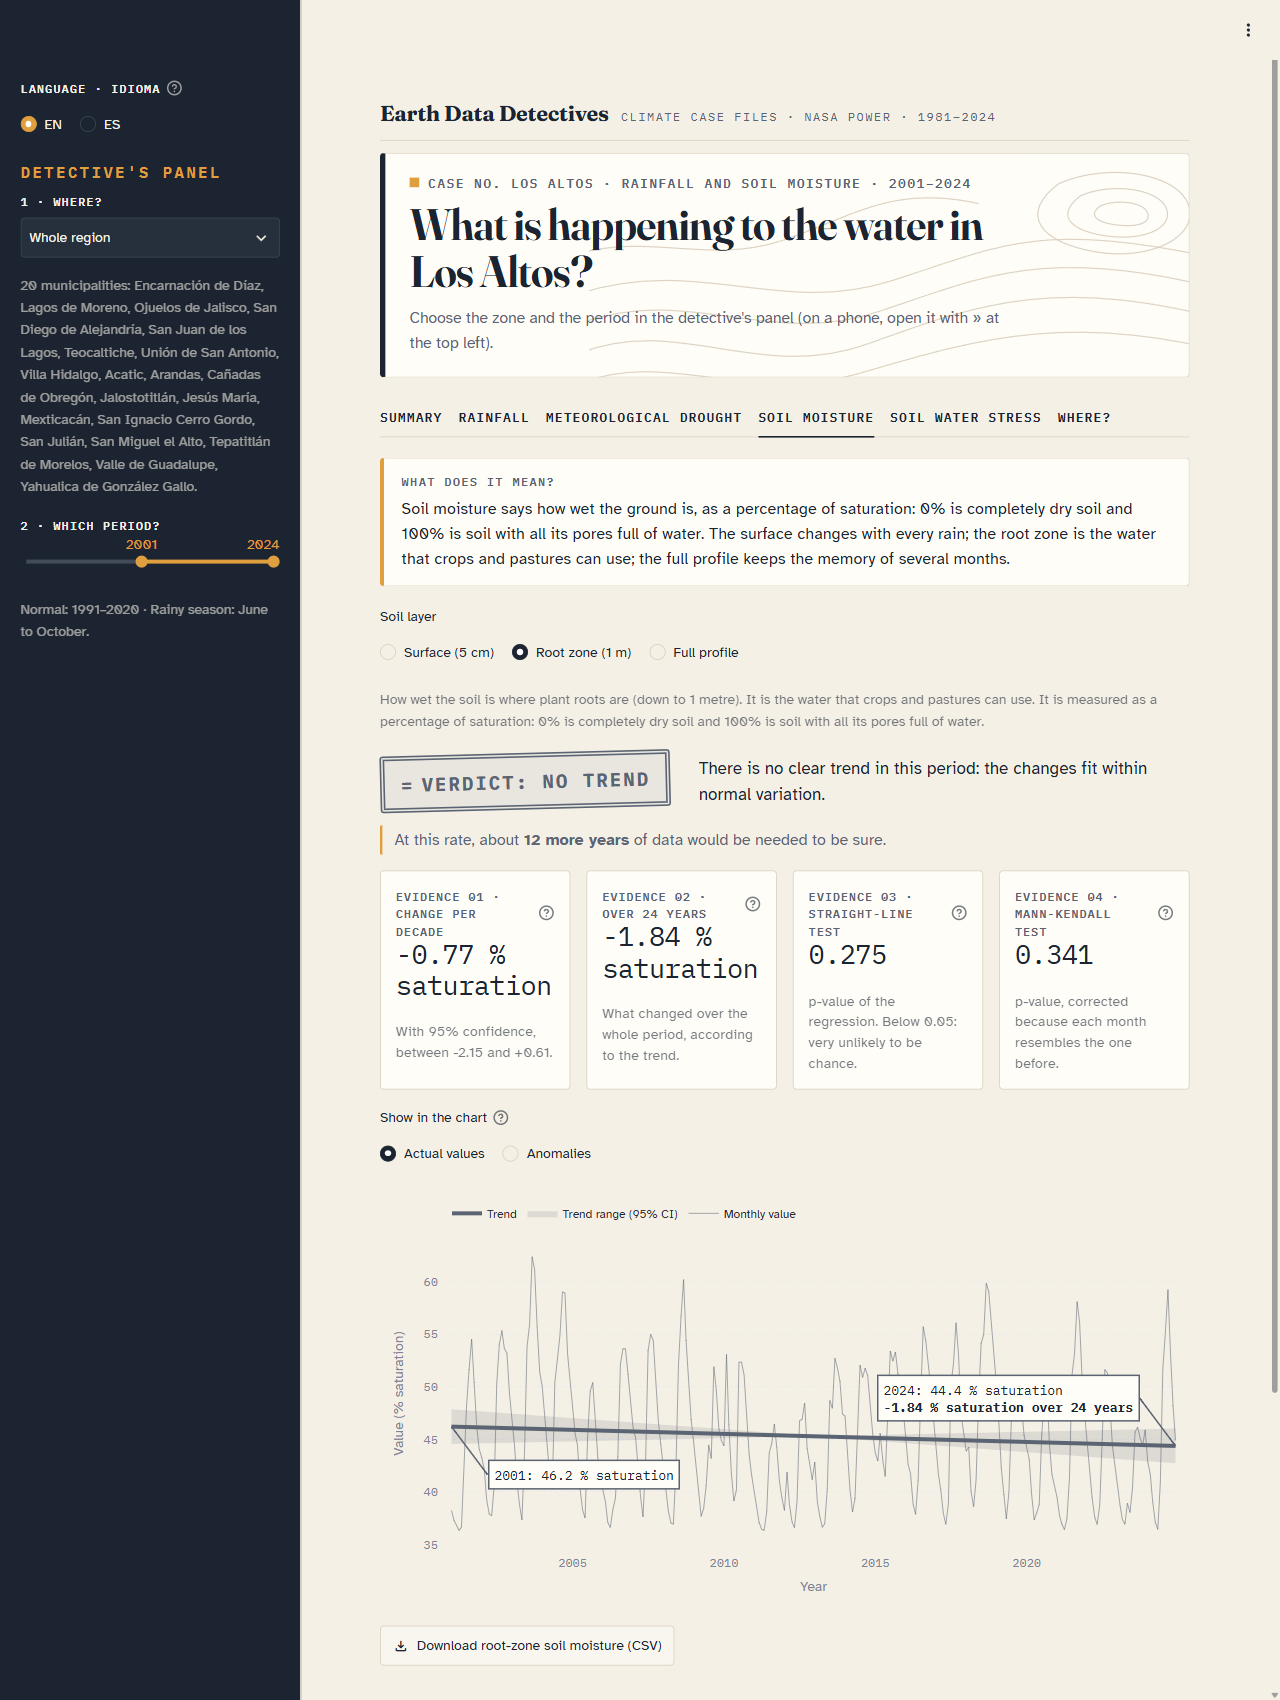 LANGUAGE · IDIOMA ?
EN ES
DETECTIVE'S PANEL
1 · WHERE?
Whole region
20 municipalities: Encarnación de Díaz,
Lagos de Moreno, Ojuelos de Jalisco, San
Diego de Alejandría, San Juan de los
Lagos, Teocaltiche, Unión de San Antonio,
Villa Hidalgo, Acatic, Arandas, Cañadas
de Obregón, Jalostotitlán, Jesús María,
Mexticacán, San Ignacio Cerro Gordo,
San Julián, San Miguel el Alto, Tepatitlán
de Morelos, Valle de Guadalupe,
Yahualica de González Gallo.
2 · WHICH PERIOD?
2001 2024
Normal: 1991–2020 · Rainy season: June
to October.
Earth Data Detectives CLIMATE CASE FILES · NASA POWER · 1981–2024
CASE NO. LOS ALTOS · RAINFALL AND SOIL MOISTURE · 2001–2024
What is happening to the water in
Los Altos?
Choose the zone and the period in the detective's panel (on a phone, open it with » at
the top left).
SUMMARY RAINFALL METEOROLOGICAL DROUGHT SOIL MOISTURE SOIL WATER STRESS WHERE?
WHAT DOES IT MEAN?
Soil moisture says how wet the ground is, as a percentage of saturation: 0% is completely dry soil and
100% is soil with all its pores full of water. The surface changes with every rain; the root zone is the water
that crops and pastures can use; the full profile keeps the memory of several months.
Soil layer
Surface (5 cm) Root zone (1 m) Full profile
How wet the soil is where plant roots are (down to 1 metre). It is the water that crops and pastures can use. It is measured as a
percentage of saturation: 0% is completely dry soil and 100% is soil with all its pores full of water.
= VERDICT: NO TREND
There is no clear trend in this period: the changes fit within
normal variation.
At this rate, about 12 more years of data would be needed to be sure.
EVIDENCE 01 ·
CHANGE PER
DECADE
?
-0.77 %
saturation
With 95% confidence,
between -2.15 and +0.61.
EVIDENCE 02 ·
OVER 24 YEARS
?
-1.84 %
saturation
What changed over the
whole period, according
to the trend.
EVIDENCE 03 ·
STRAIGHT-LINE
TEST
?
0.275
p-value of the
regression. Below 0.05:
very unlikely to be
chance.
EVIDENCE 04 ·
MANN-KENDALL
TEST
?
0.341
p-value, corrected
because each month
resembles the one
before.
Show in the chart ?
Actual values Anomalies
Trend Trend range (95% CI) Monthly value
Value (% saturation)
60
55
50
45
40
35
2024: 44.4 % saturation
-1.84 % saturation over 24 years
2001: 46.2 % saturation
2005 2010 2015 2020
Year
Download root-zone soil moisture (CSV)